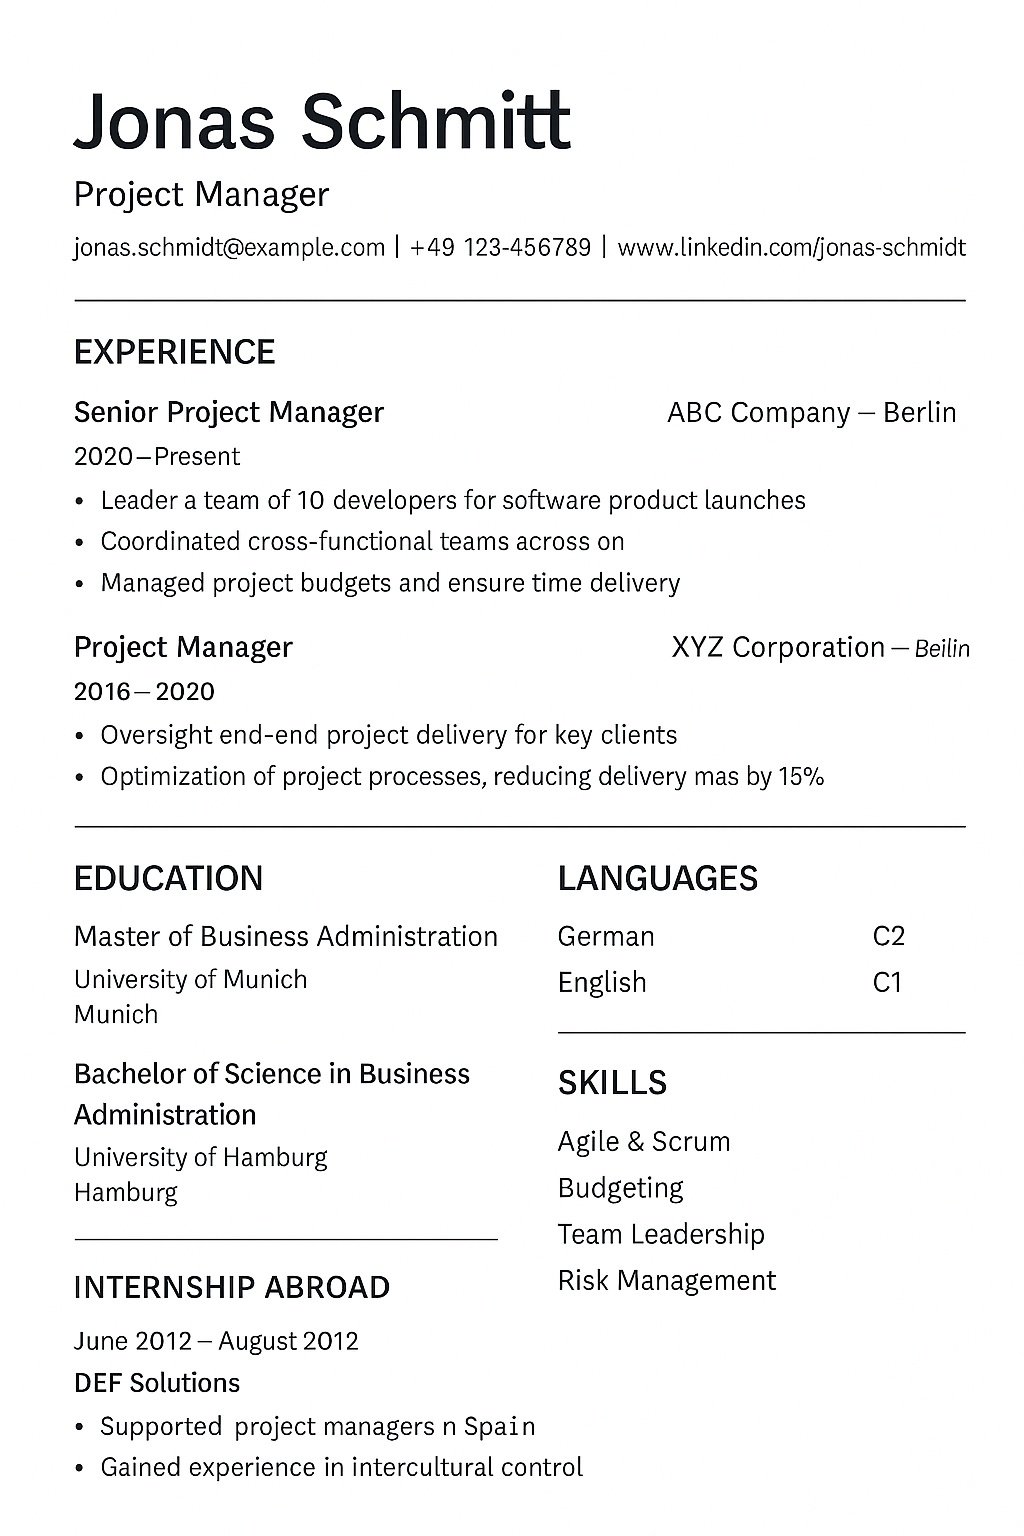 Jonas Schmitt
Project Manager
jonas.schmidt@example.com | +49 123-456789 | www.linkedin.com/jonas-schmidt
EXPERIENCE
Senior Project Manager ABC Company – Berlin
2020–Present
• Leader a team of 10 developers for software product launches
• Coordinated cross-functional teams across on
• Managed project budgets and ensure time delivery
Project Manager XYZ Corporation – Beilin
2016–2020
• Oversight end-end project delivery for key clients
• Optimization of project processes, reducing delivery mas by 15%
EDUCATION
Master of Business Administration
University of Munich
Munich
Bachelor of Science in Business
Administration
University of Hamburg
Hamburg
INTERNSHIP ABROAD
June 2012 – August 2012
DEF Solutions
• Supported project managers n Spain
• Gained experience in intercultural control
LANGUAGES
German C2
English C1
SKILLS
Agile & Scrum
Budgeting
Team Leadership
Risk Management